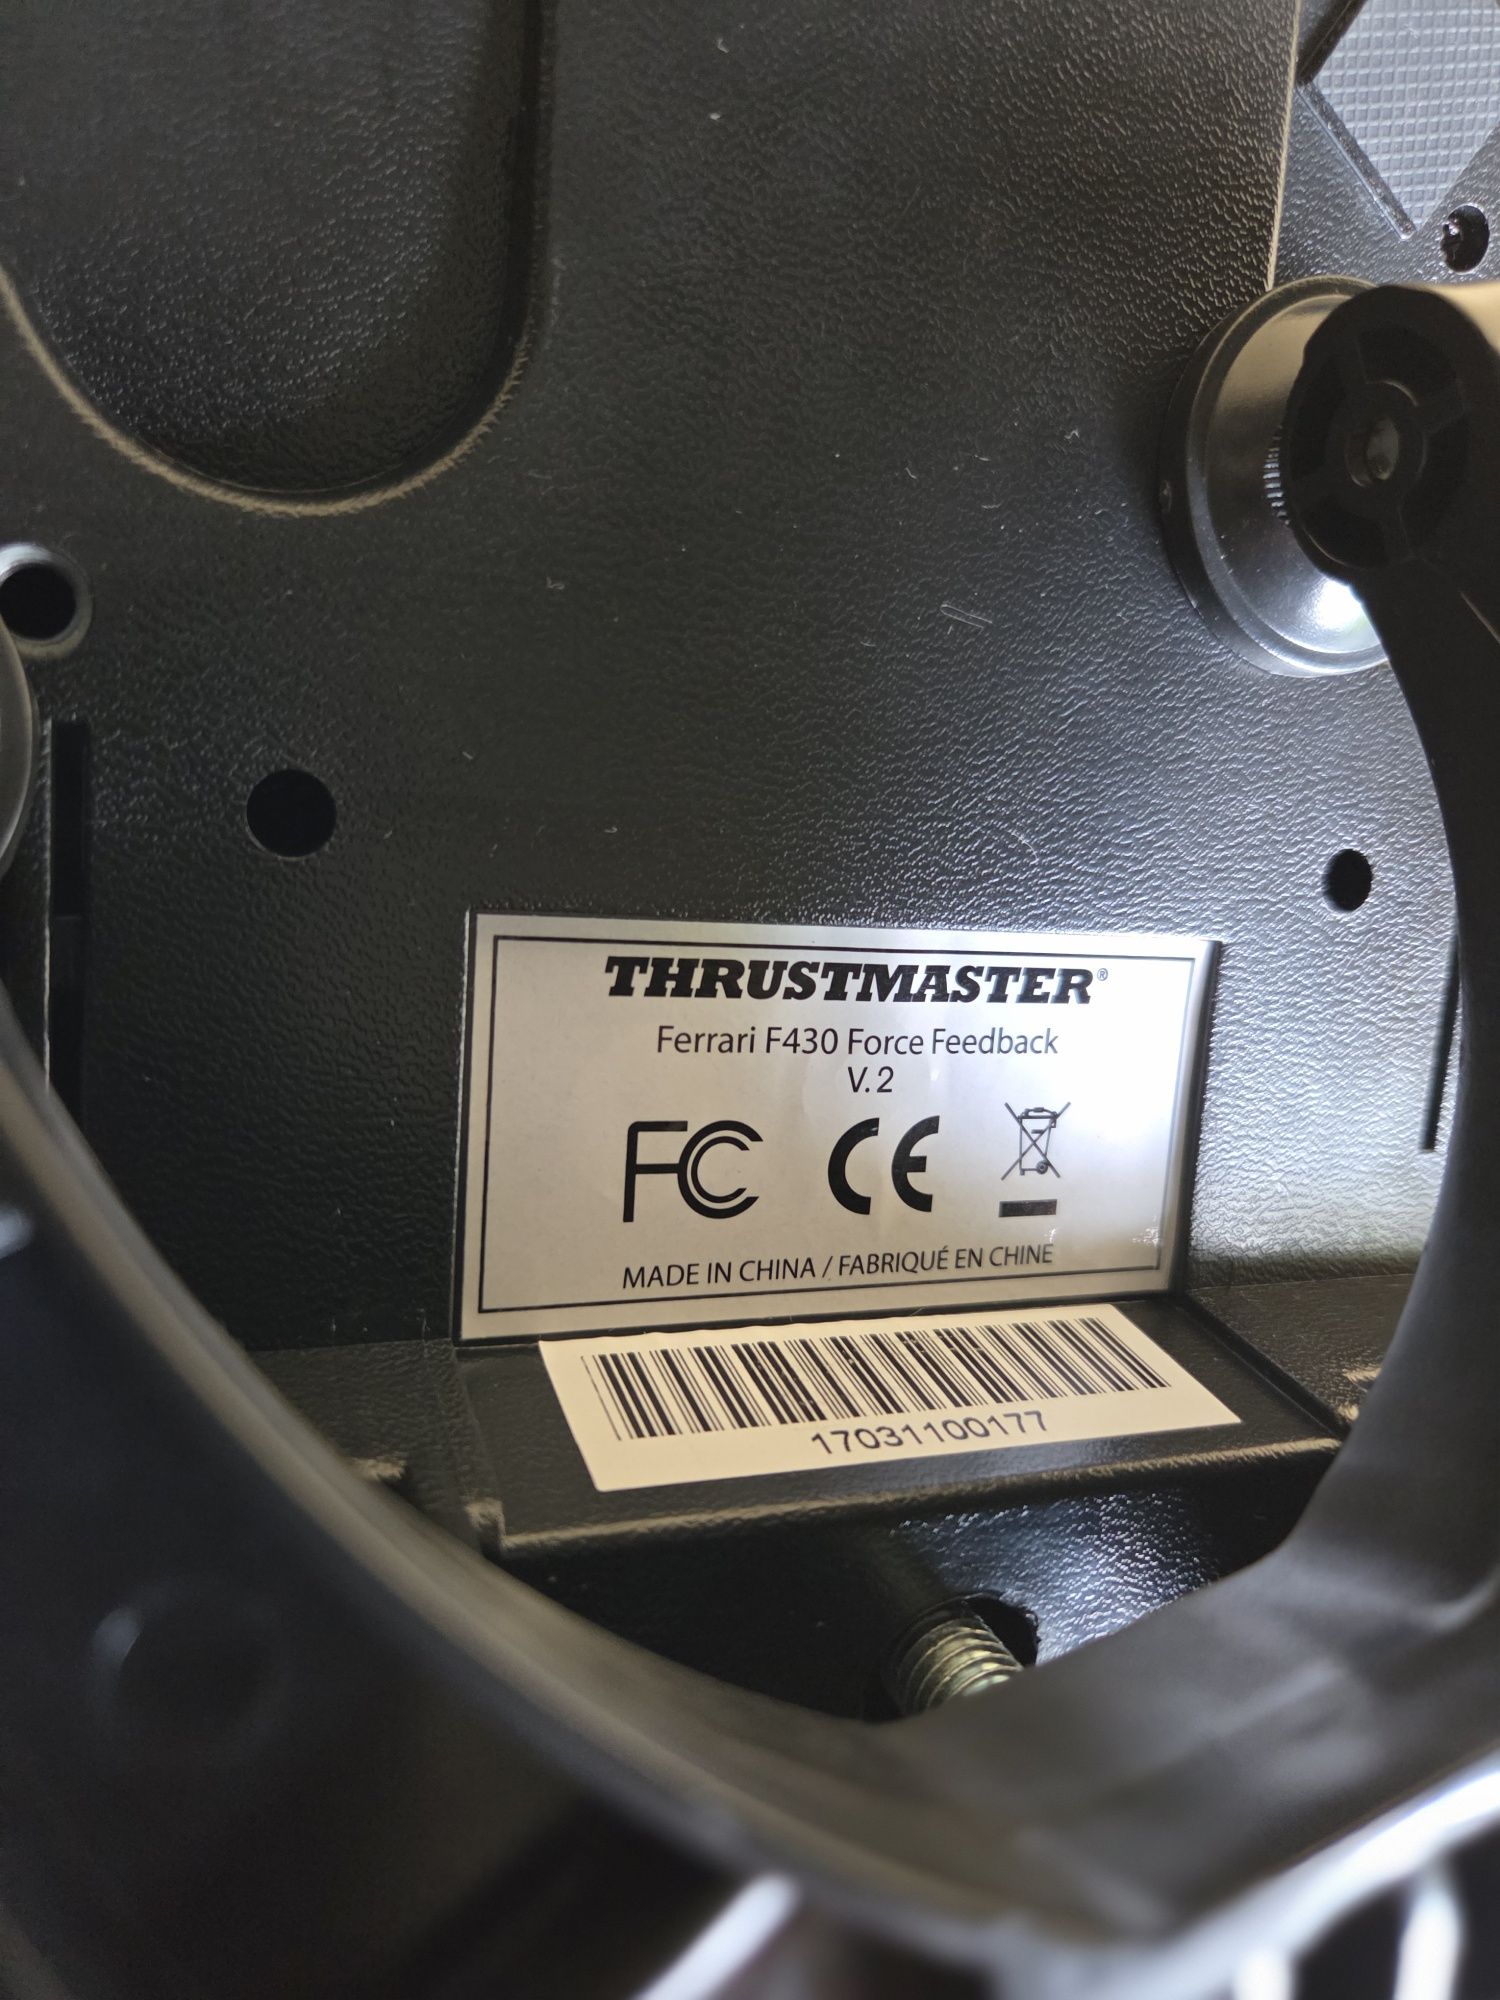 THRUSTMASTER®
Ferrari F430 Force Feedback
V.2
FC CE
MADE IN CHINA / FABRIQUÉ EN CHINE
17031100177